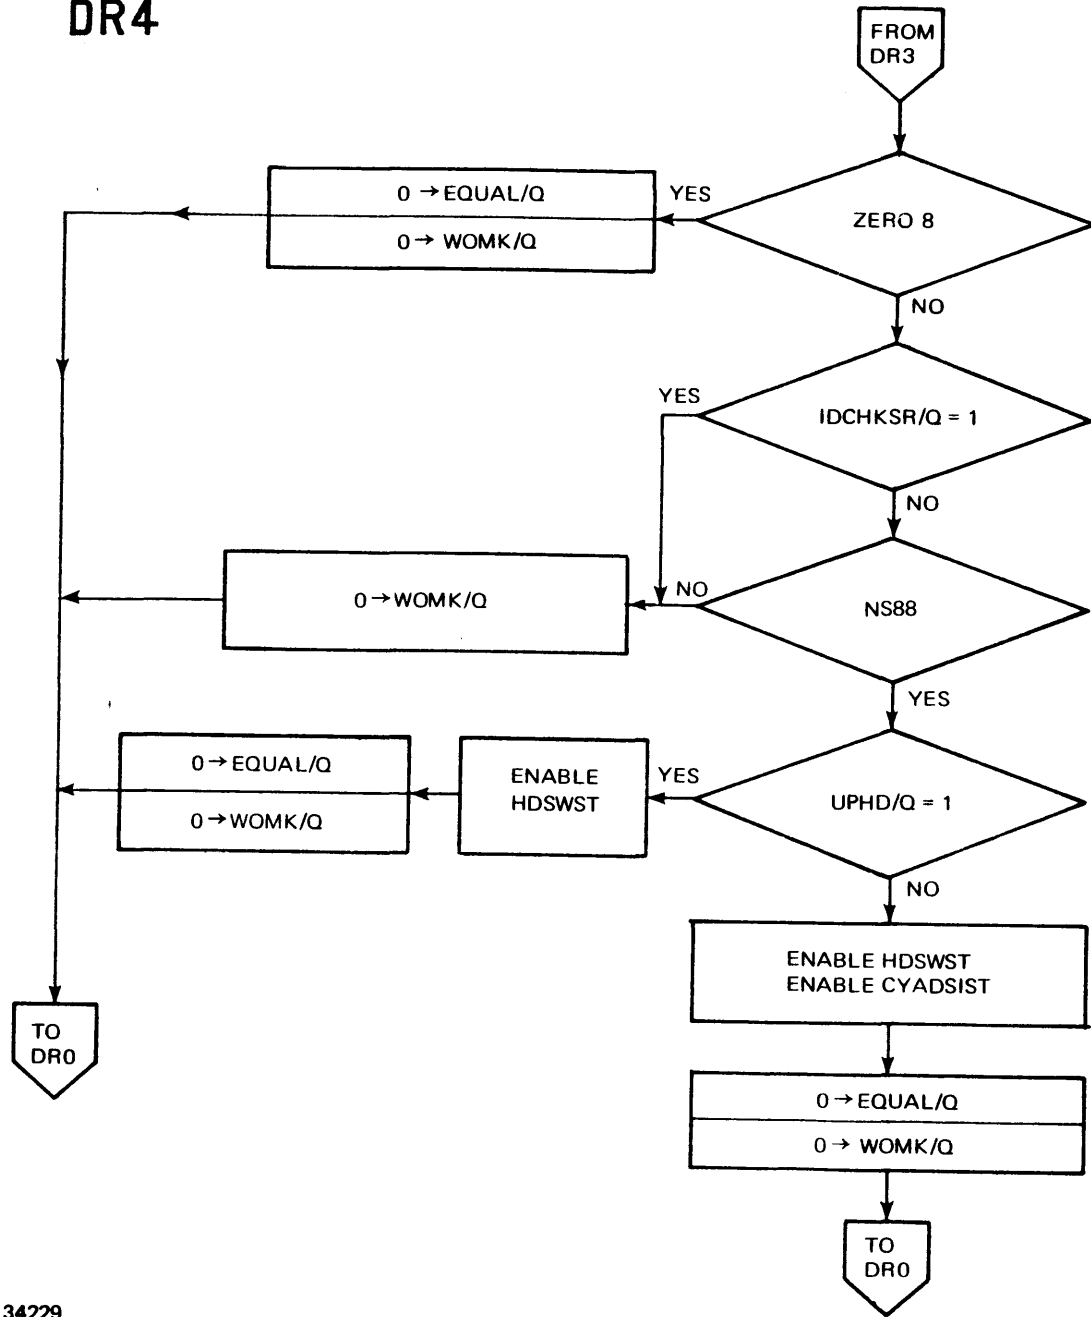 DR4
FROM
DR3
ZERO 8
YES
0 → EQUAL/Q
0 → WOMK/Q
NO
IDCHKSR/Q = 1
YES
NO
NS88
NO
0 → WOMK/Q
YES
UPHD/Q = 1
YES
ENABLE
HDSWST
0 → EQUAL/Q
0 → WOMK/Q
NO
ENABLE HDSWST
ENABLE CYADSIST
0 → EQUAL/Q
0 → WOMK/Q
TO
DR0
TO
DR0
34229